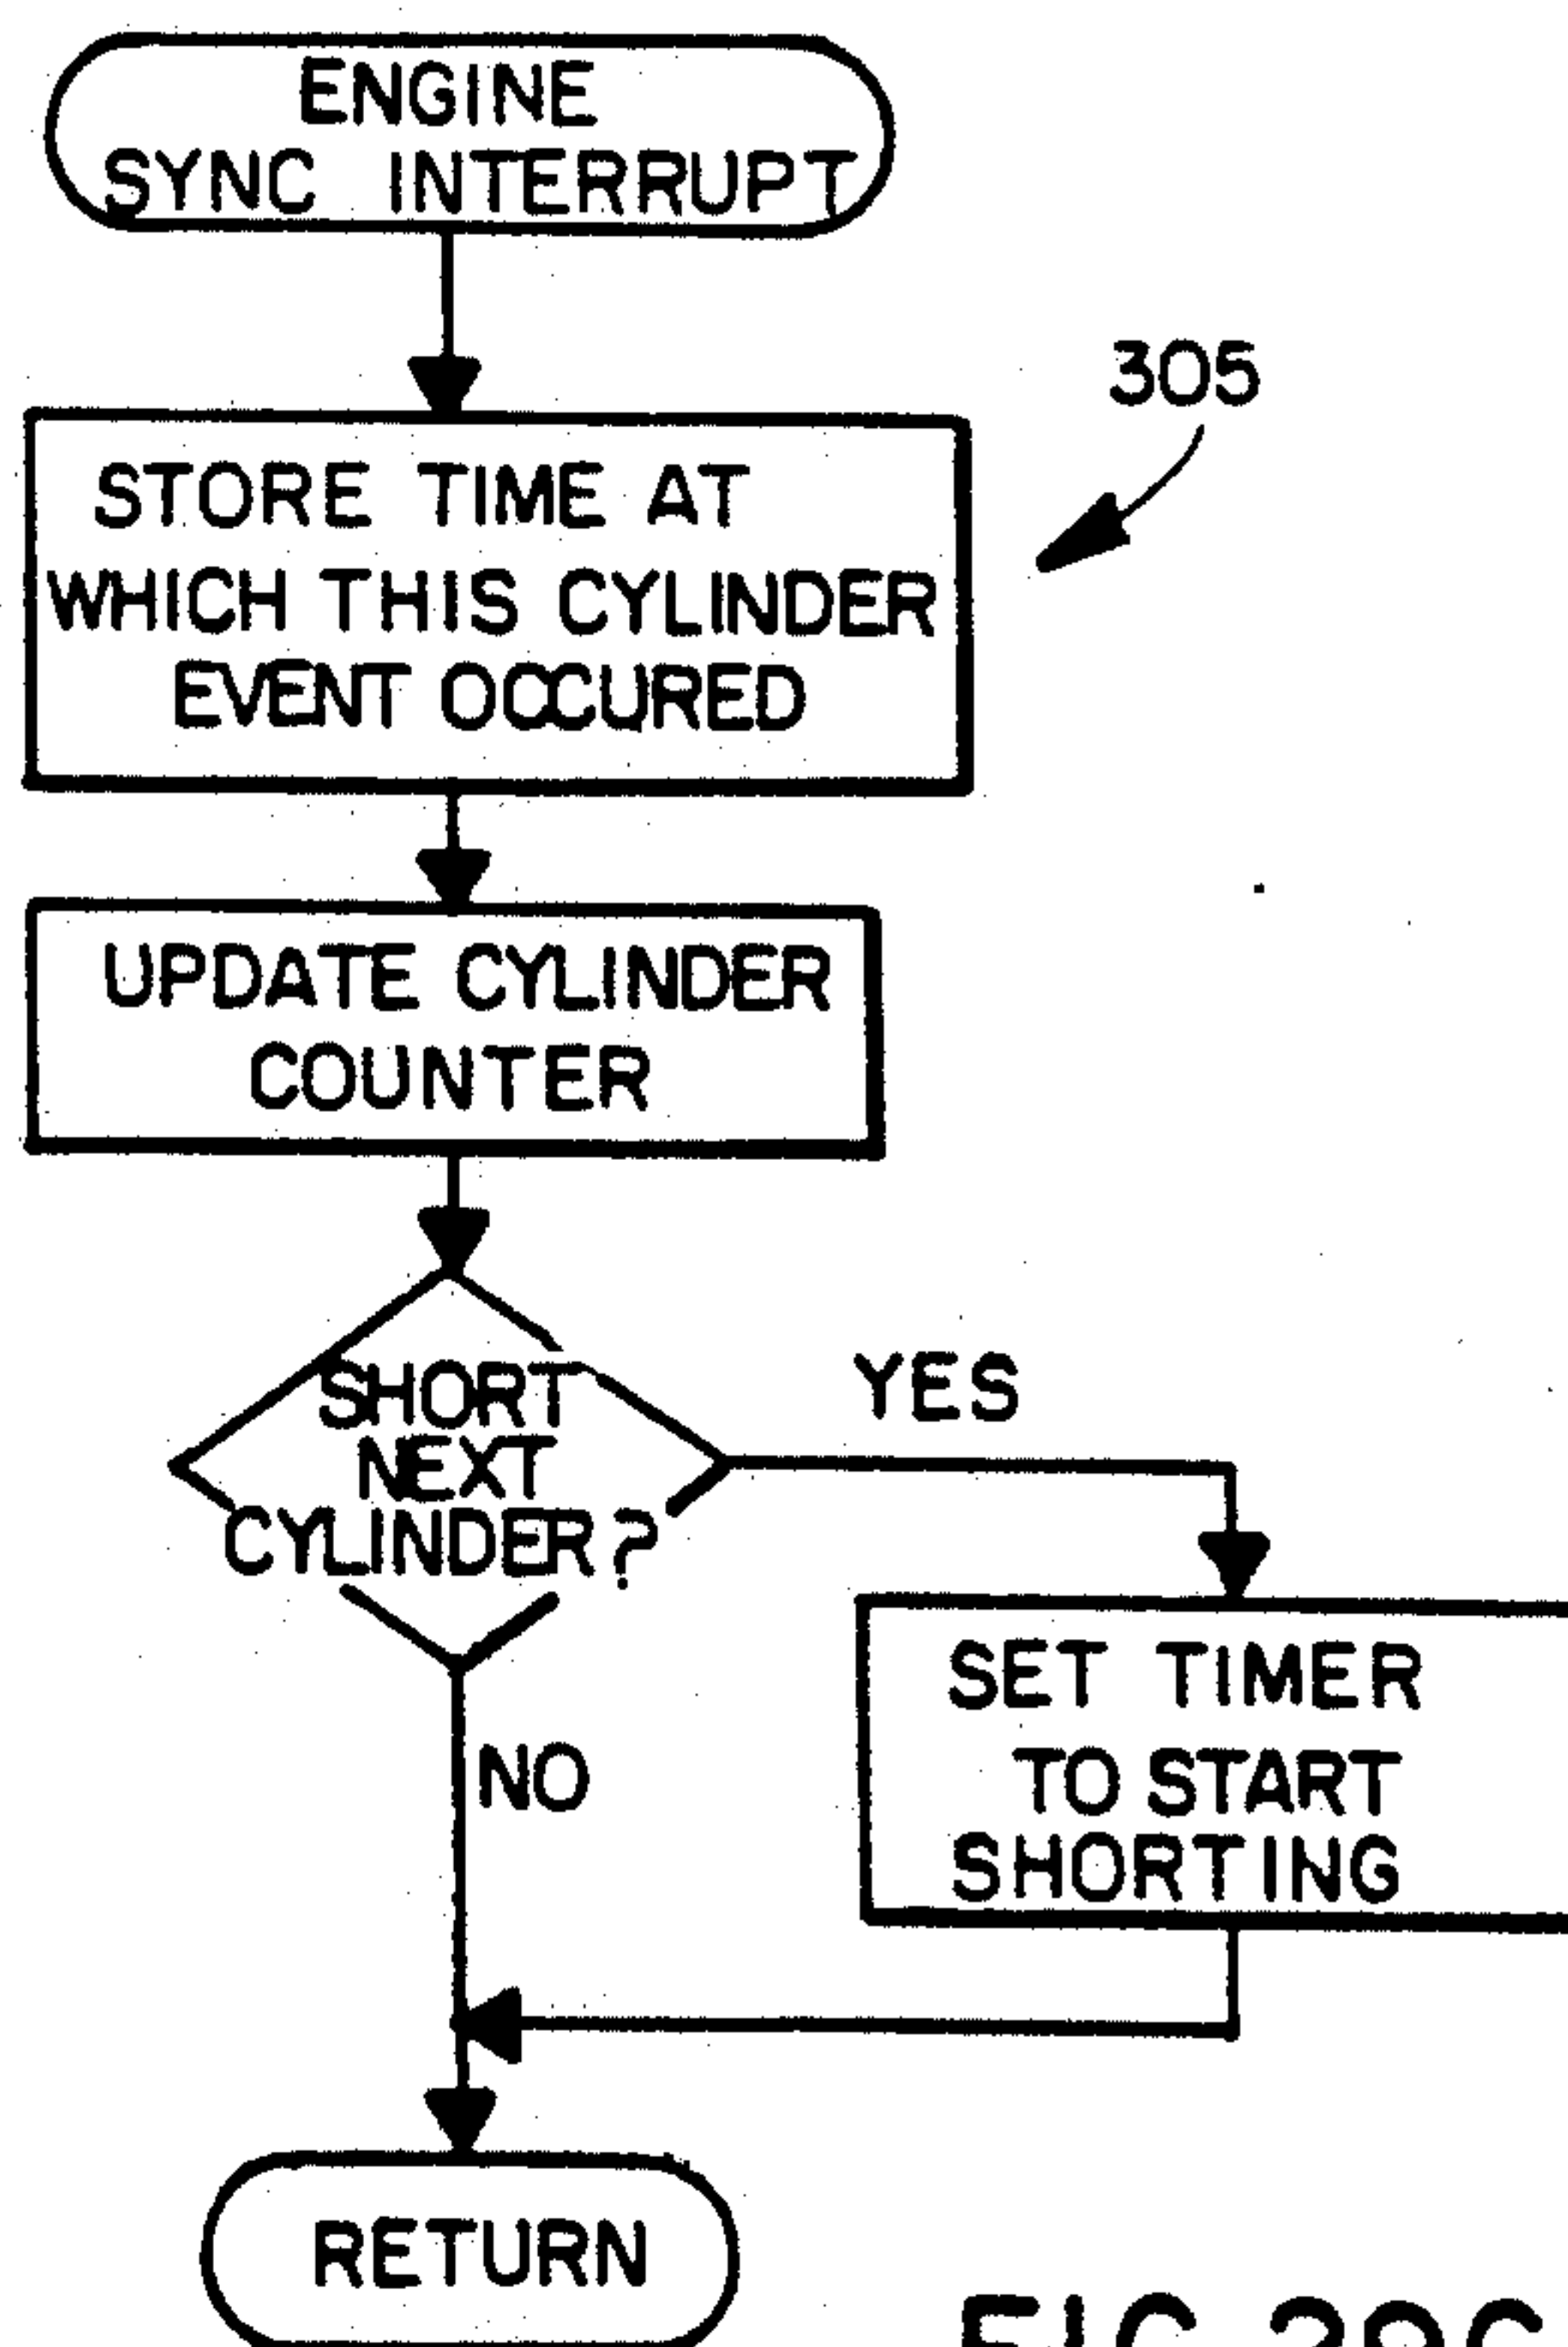 ENGINE
SYNC INTERRUPT
305
STORE TIME AT
WHICH THIS CYLINDER
EVENT OCCURED
UPDATE CYLINDER
COUNTER
SHORT
NEXT
CYLINDER?
YES
SET TIMER
TO START
SHORTING
NO
RETURN